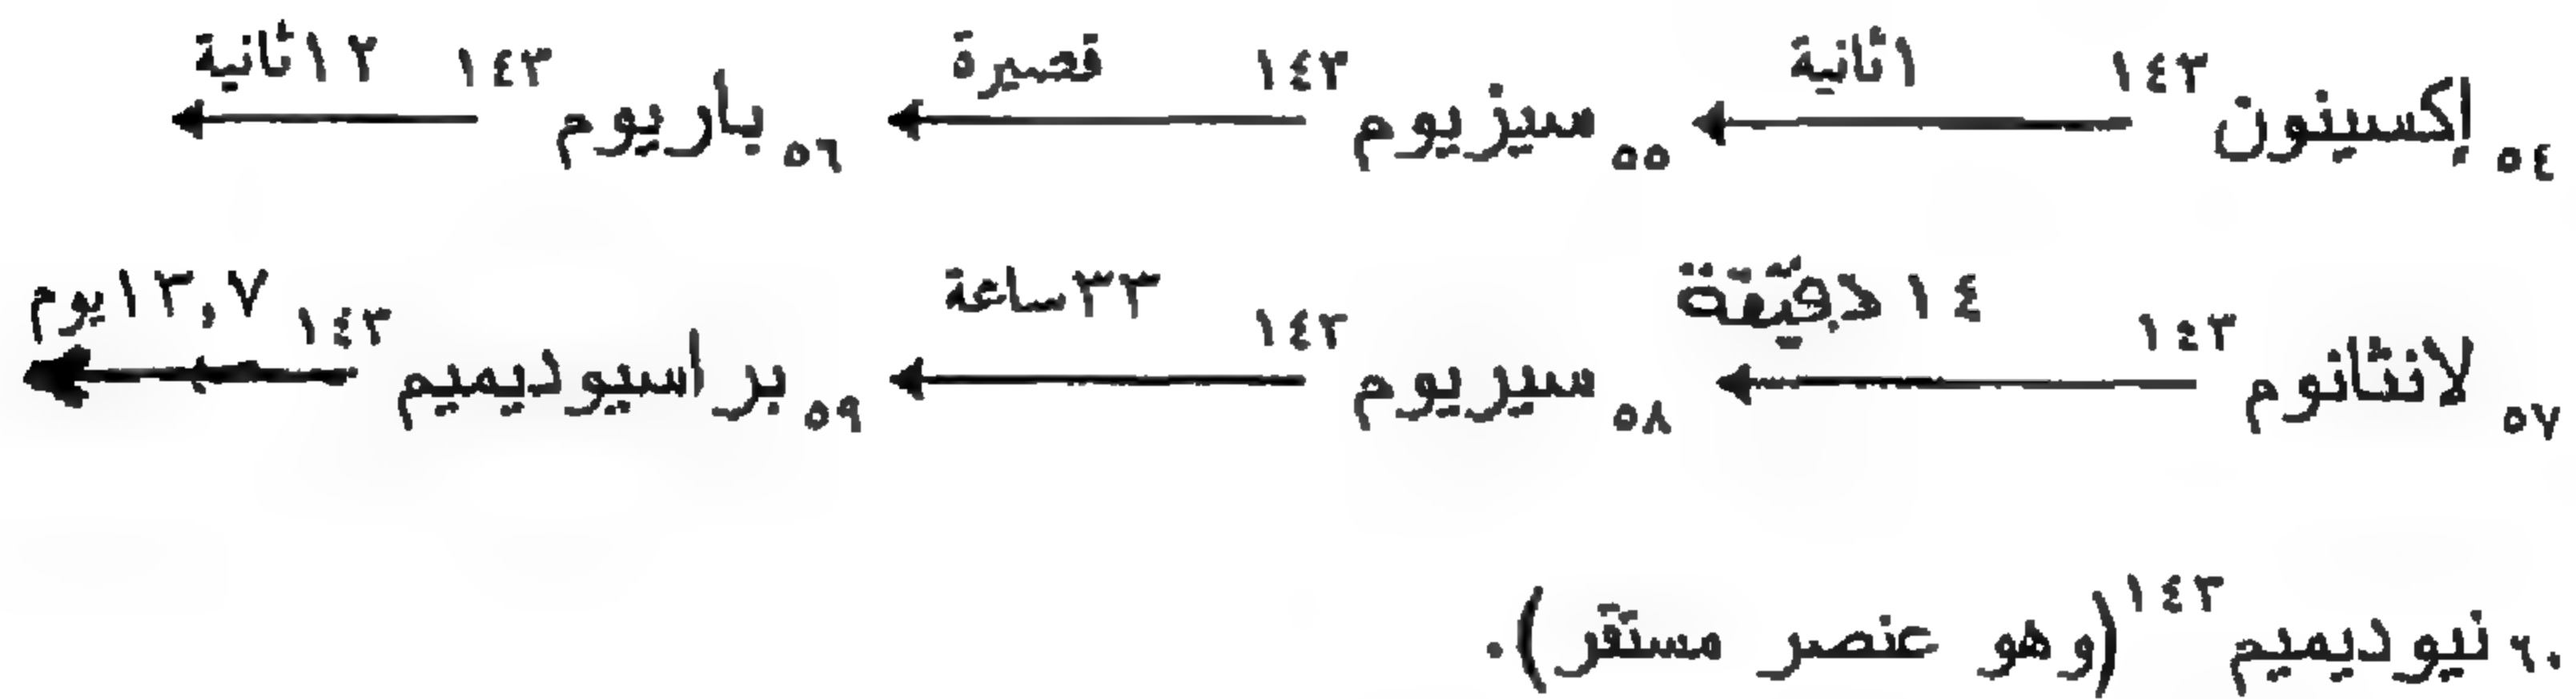 ٥٤ إكسينون ١٤٣ ١ ثانية ٥٥ سيزيوم ١٤٣ قصيرة ٥٦ باريوم ١٤٣ ١٢ ثانية
٥٧ لانثانوم ١٤٣ ١٤ دقيقة ٥٨ سيريوم ١٤٣ ٣٣ ساعة ٥٩ براسيوديميم ١٤٣ ١٣,٧ يوم
٦٠ نيوديميم ١٤٣ (وهو عنصر مستقر).